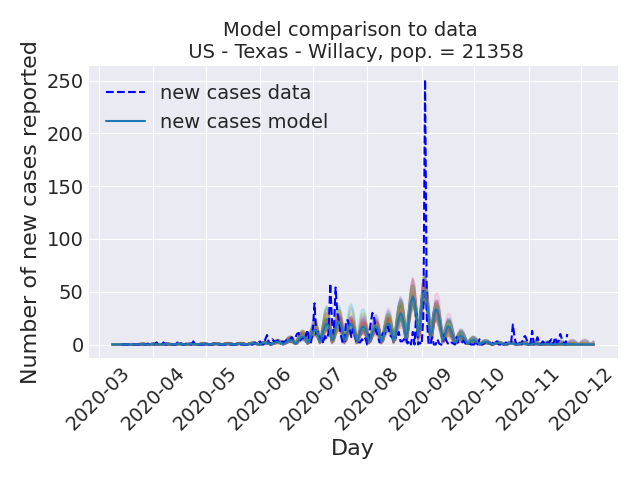 Model comparison to data
US - Texas - Willacy, pop. = 21358
Number of new cases reported
250
200
150
100
50
0
new cases data
new cases model
2020-03
2020-04
2020-05
2020-06
2020-07
2020-08
2020-09
2020-10
2020-11
2020-12
Day